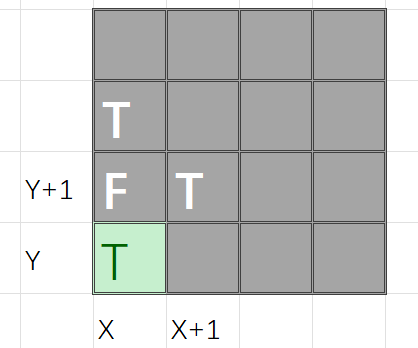 T
Y+1 F T
Y T
X X+1